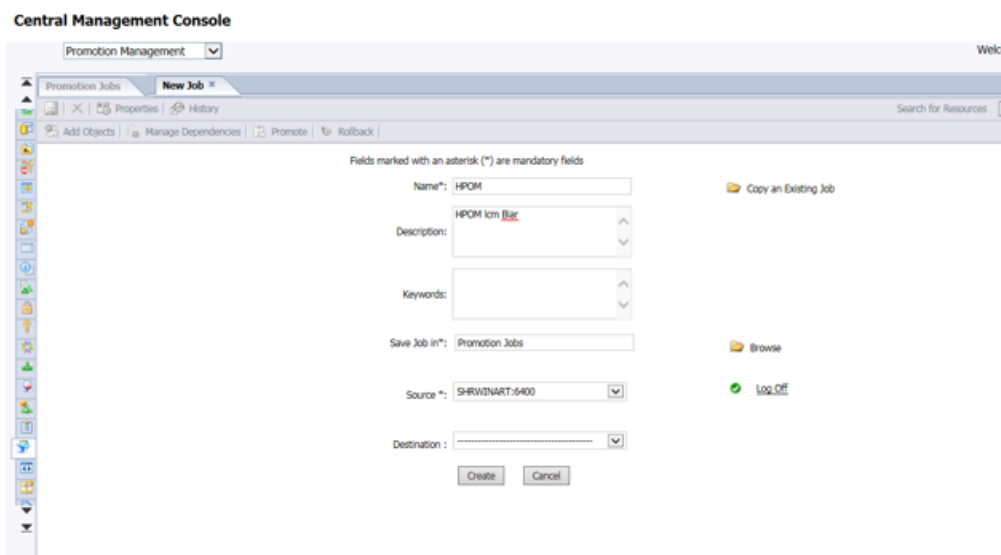 Central Management Console
Promotion Management
Promotion Jobs New Job ×
Properties History Search for Resources
Add Objects Manage Dependencies Promote Rollback
Fields marked with an asterisk (*) are mandatory fields
Name*: HPOM Copy an Existing Job
Description: HPOM lcm Biar
Keywords:
Save Job in*: Promotion Jobs Browse
Source *: SHRWINART:6400 Log Off
Destination : ----------------------------------------
Create Cancel